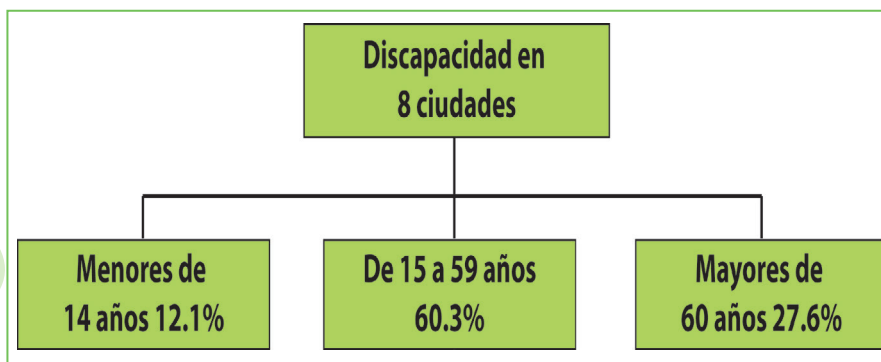 Discapacidad en
8 ciudades
Menores de
14 años 12.1%
De 15 a 59 años
60.3%
Mayores de
60 años 27.6%